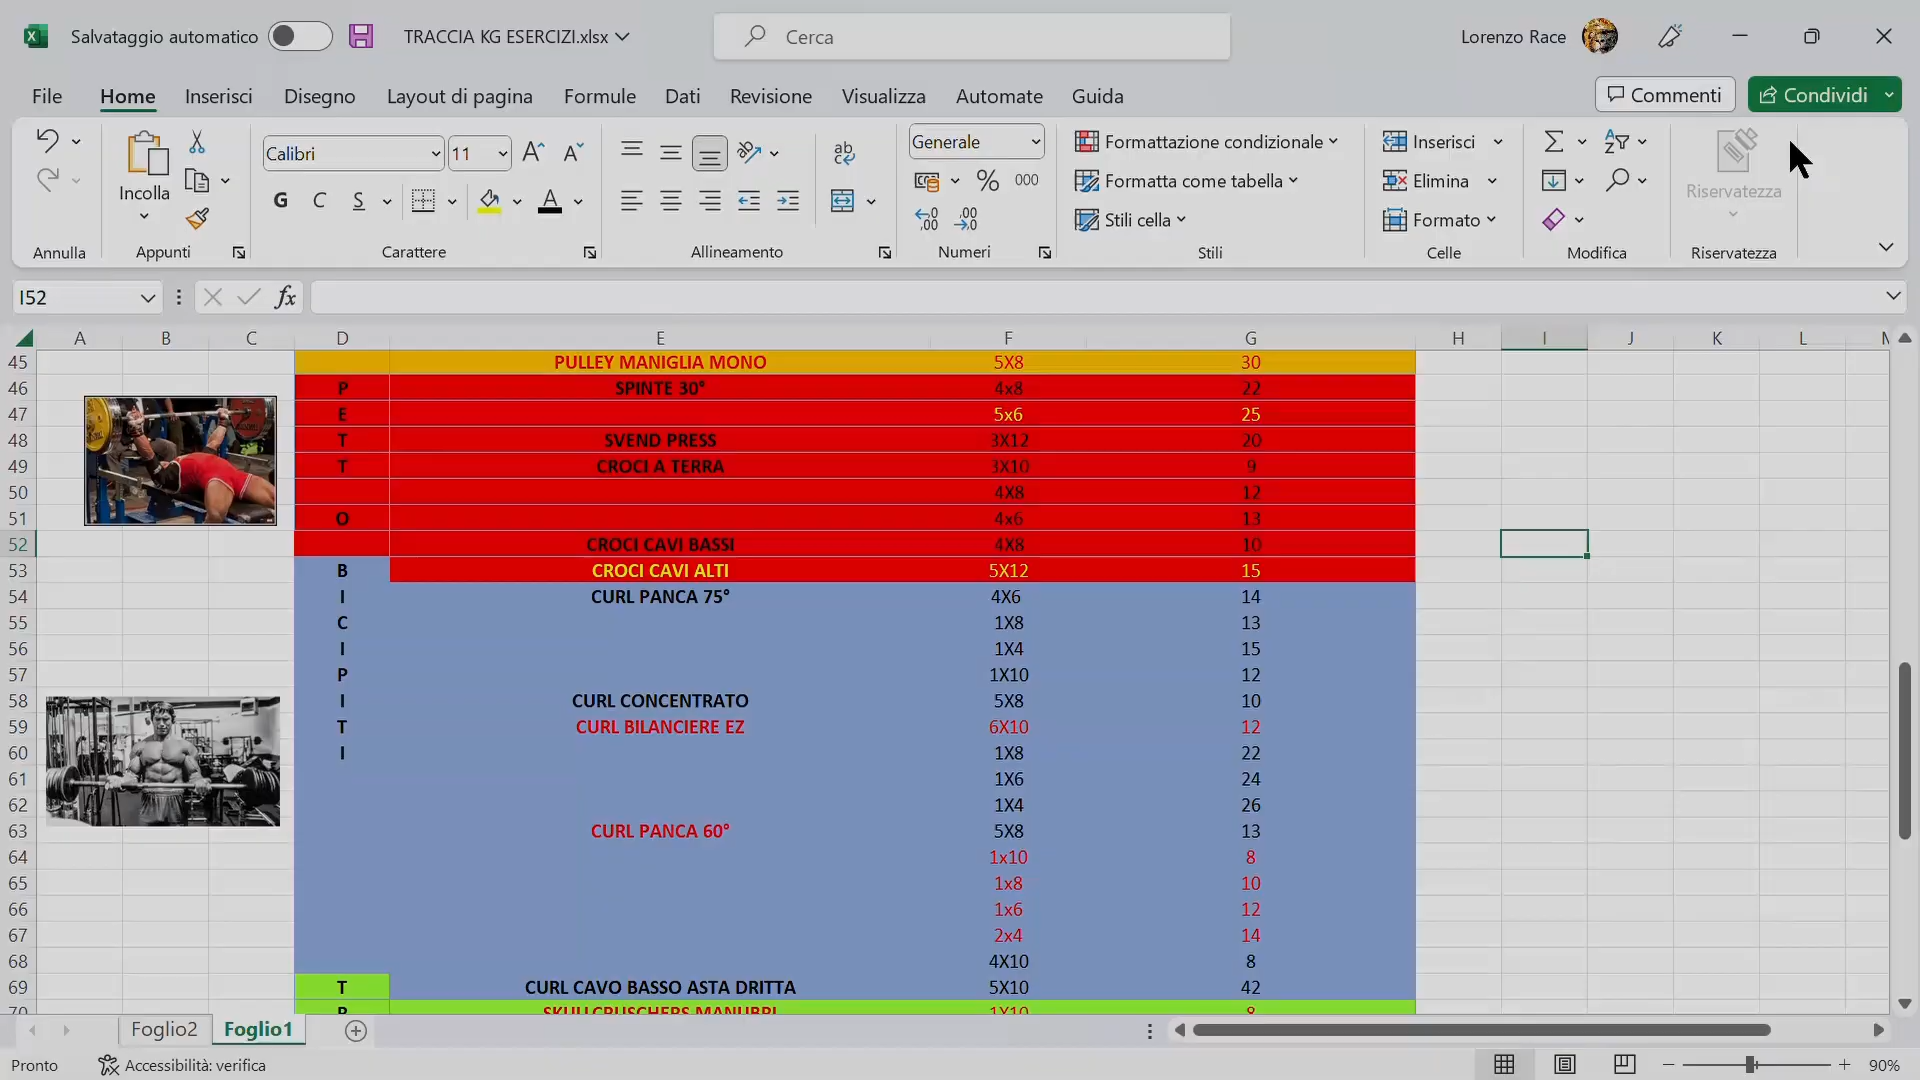 Salvataggio automatico TRACCIA KG ESERCIZI.xlsx Cerca Lorenzo Race
File Home Inserisci Disegno Layout di pagina Formule Dati Revisione Visualizza Automate Guida Commenti Condividi
Calibri 11 Generale Formattazione condizionale Inserisci
Incolla G C S % 000 Formatta come tabella Elimina Riservatezza
Stili cella Formato
Annulla Appunti Carattere Allineamento Numeri Stili Celle Modifica Riservatezza
I52 fx
A B C D E F G H I J K L
45 PULLEY MANIGLIA MONO 5X8 30
46 P SPINTE 30° 4x8 22
47 E 5x6 25
48 T SVEND PRESS 3X12 20
49 T CROCI A TERRA 3X10 9
50 4X8 12
51 O 4x6 13
52 CROCI CAVI BASSI 4X8 10
53 B CROCI CAVI ALTI 5X12 15
54 I CURL PANCA 75° 4X6 14
55 C 1X8 13
56 I 1X4 15
57 P 1X10 12
58 I CURL CONCENTRATO 5X8 10
59 T CURL BILANCIERE EZ 6X10 12
60 I 1X8 22
61 1X6 24
62 1X4 26
63 CURL PANCA 60° 5X8 13
64 1x10 8
65 1x8 10
66 1x6 12
67 2x4 14
68 4X10 8
69 T CURL CAVO BASSO ASTA DRITTA 5X10 42
70 R SKULLCRUSCHERS MANUBRI 1X10 8
Foglio2 Foglio1
Pronto Accessibilità: verifica 90%